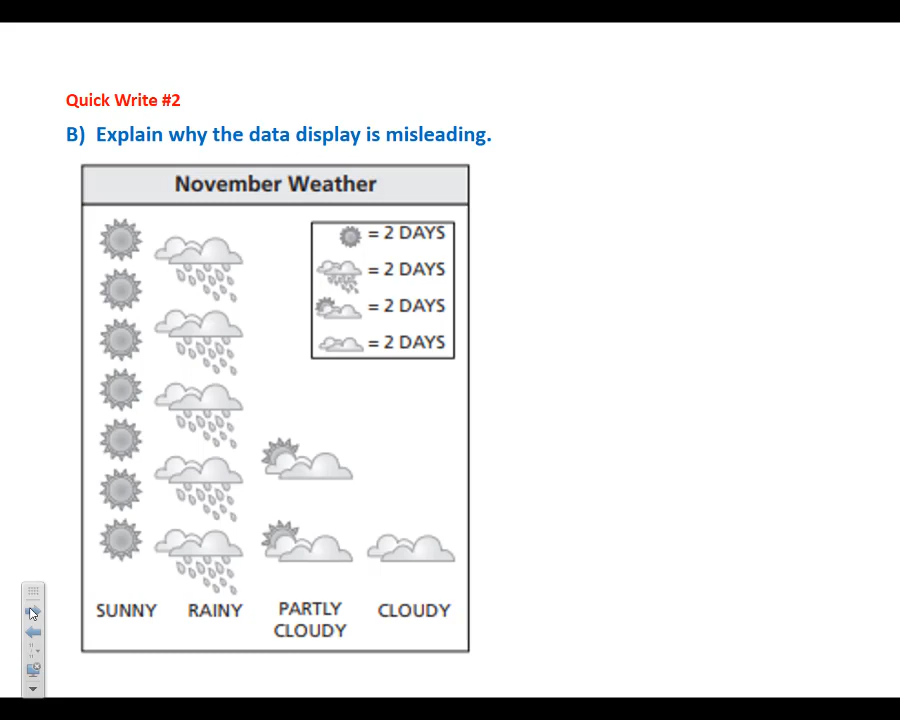 Quick Write #2
B) Explain why the data display is misleading.
November Weather
= 2 DAYS
= 2 DAYS
= 2 DAYS
= 2 DAYS
SUNNY RAINY PARTLY CLOUDY CLOUDY